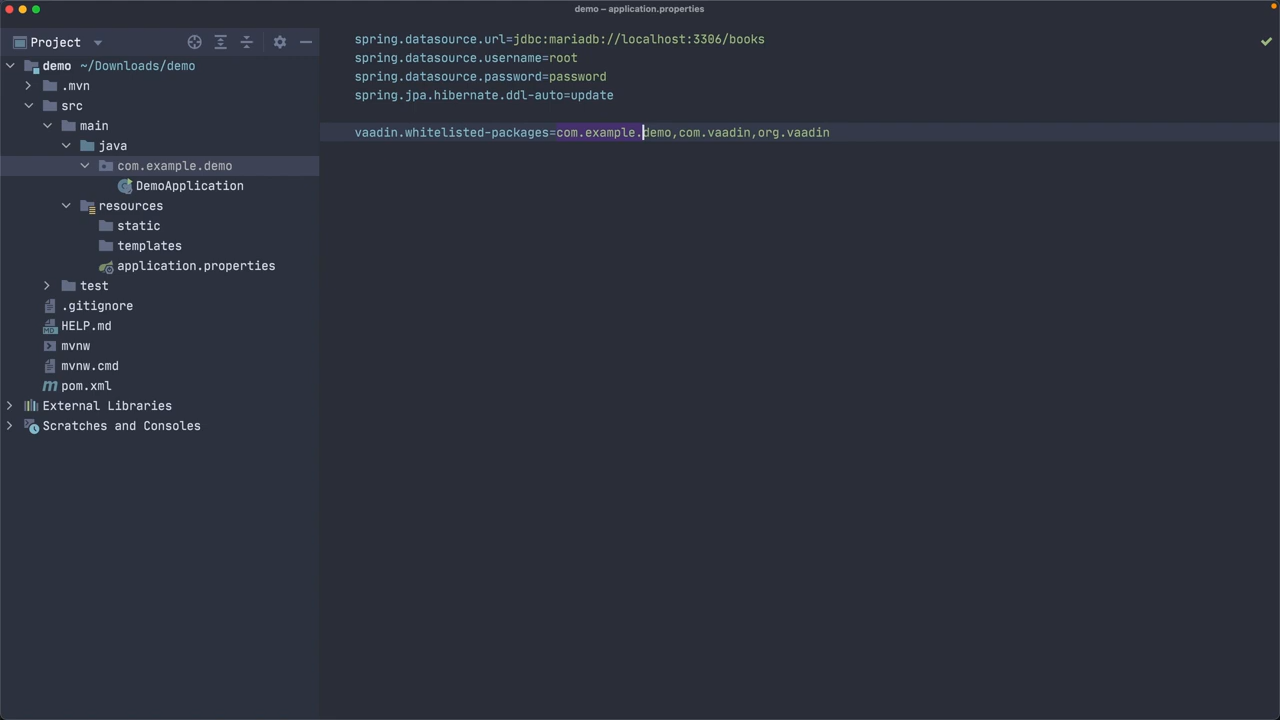 demo – application.properties
Project
demo ~/Downloads/demo
.mvn
src
main
java
com.example.demo
DemoApplication
resources
static
templates
application.properties
test
.gitignore
HELP.md
mvnw
mvnw.cmd
pom.xml
External Libraries
Scratches and Consoles
spring.datasource.url=jdbc:mariadb://localhost:3306/books
spring.datasource.username=root
spring.datasource.password=password
spring.jpa.hibernate.ddl-auto=update
vaadin.whitelisted-packages=com.example.demo,com.vaadin,org.vaadin